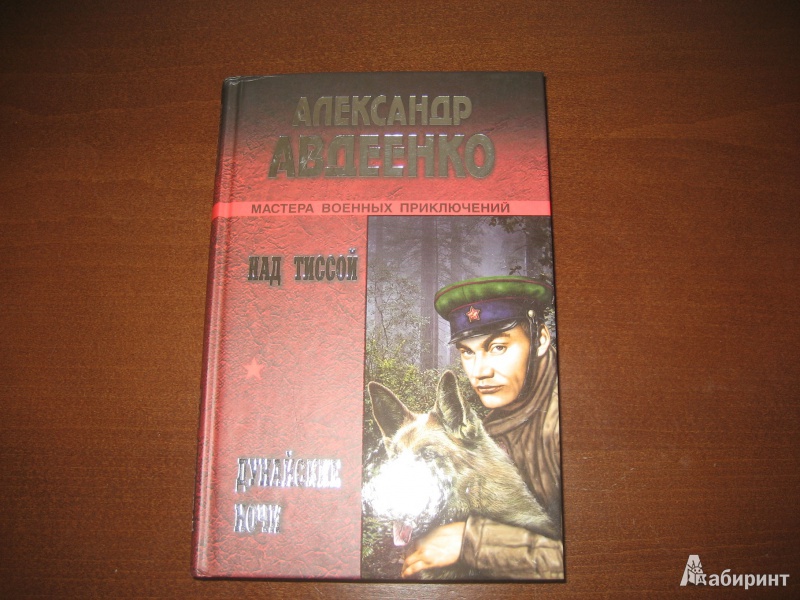 АЛЕКСАНДР
АВДЕЕНКО
МАСТЕРА ВОЕННЫХ ПРИКЛЮЧЕНИЙ
НАД ТИССОЙ
ДУНАЙСКИЕ
НОЧИ
Лабиринт